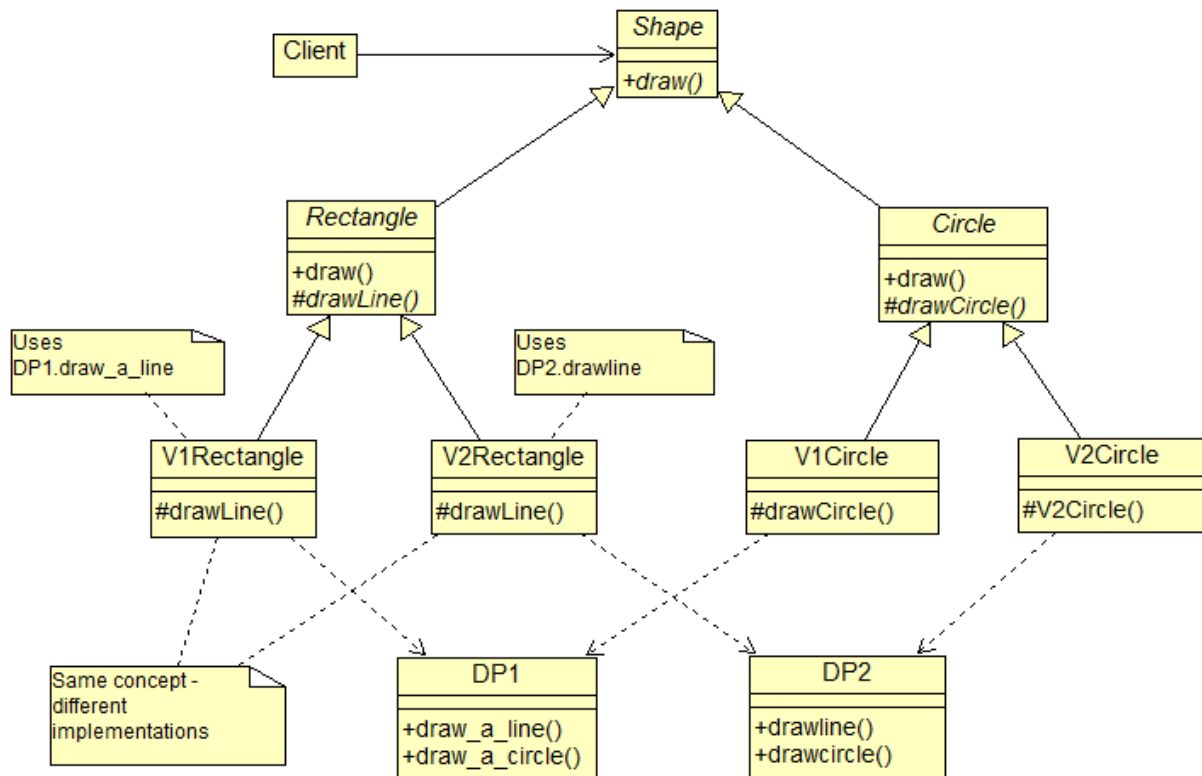 Client
Shape
+draw()
Rectangle
+draw()
#drawLine()
Circle
+draw()
#drawCircle()
Uses
DP1.draw_a_line
Uses
DP2.drawline
V1Rectangle
#drawLine()
V2Rectangle
#drawLine()
V1Circle
#drawCircle()
V2Circle
#V2Circle()
Same concept -
different
implementations
DP1
+draw_a_line()
+draw_a_circle()
DP2
+drawline()
+drawcircle()